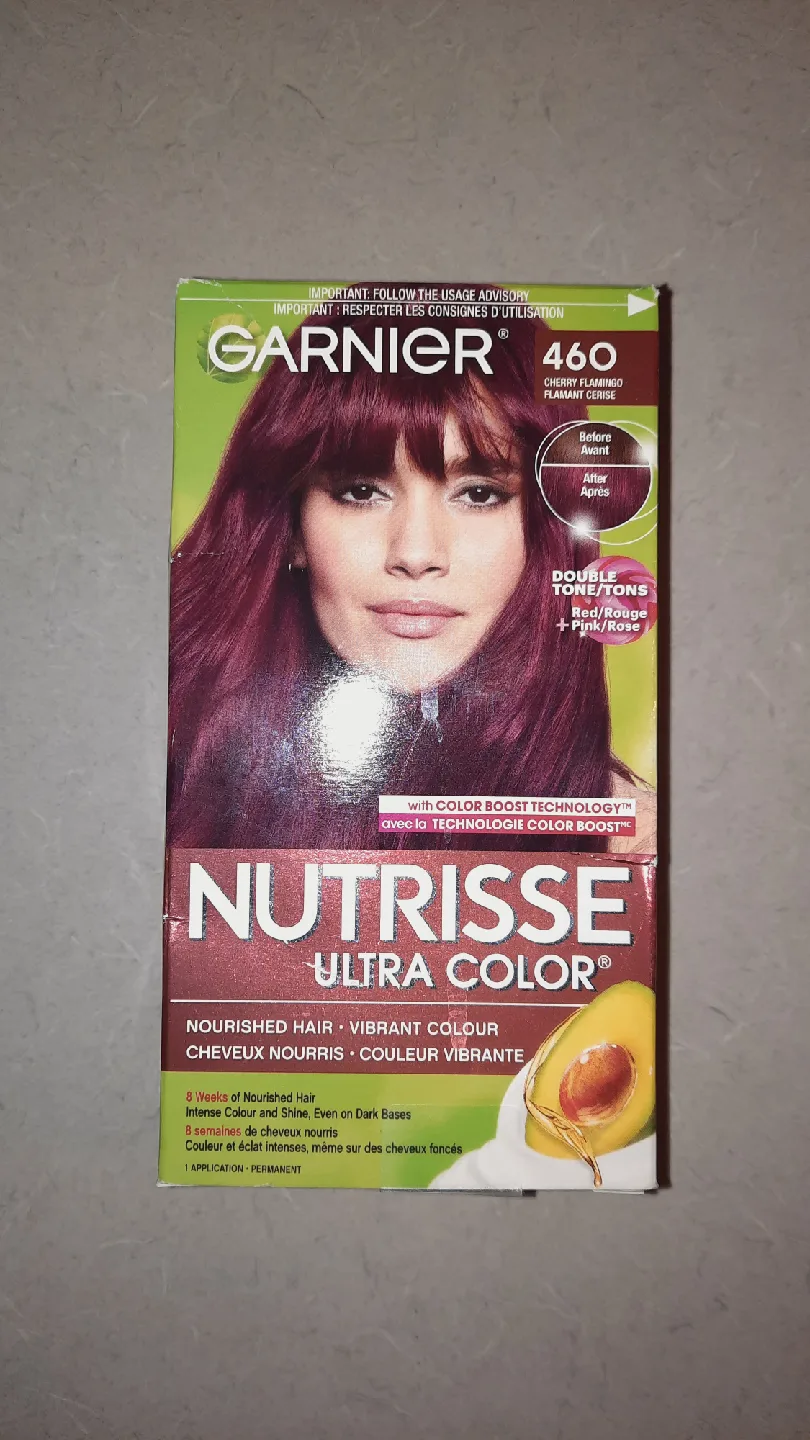 IMPORTANT: FOLLOW THE USAGE ADVISORY
IMPORTANT : RESPECTER LES CONSIGNES D'UTILISATION
GARNIER®
460
CHERRY FLAMINGO
FLAMANT CERISE
Before
Avant
After
Après
DOUBLE
TONE/TONS
Red/Rouge
+ Pink/Rose
with COLOR BOOST TECHNOLOGY™
avec la TECHNOLOGIE COLOR BOOST ᴹᶜ
NUTRISSE
ULTRA COLOR®
NOURISHED HAIR • VIBRANT COLOUR
CHEVEUX NOURRIS • COULEUR VIBRANTE
8 Weeks of Nourished Hair
Intense Colour and Shine, Even on Dark Bases
8 semaines de cheveux nourris
Couleur et éclat intenses, même sur des cheveux foncés
1 APPLICATION • PERMANENT